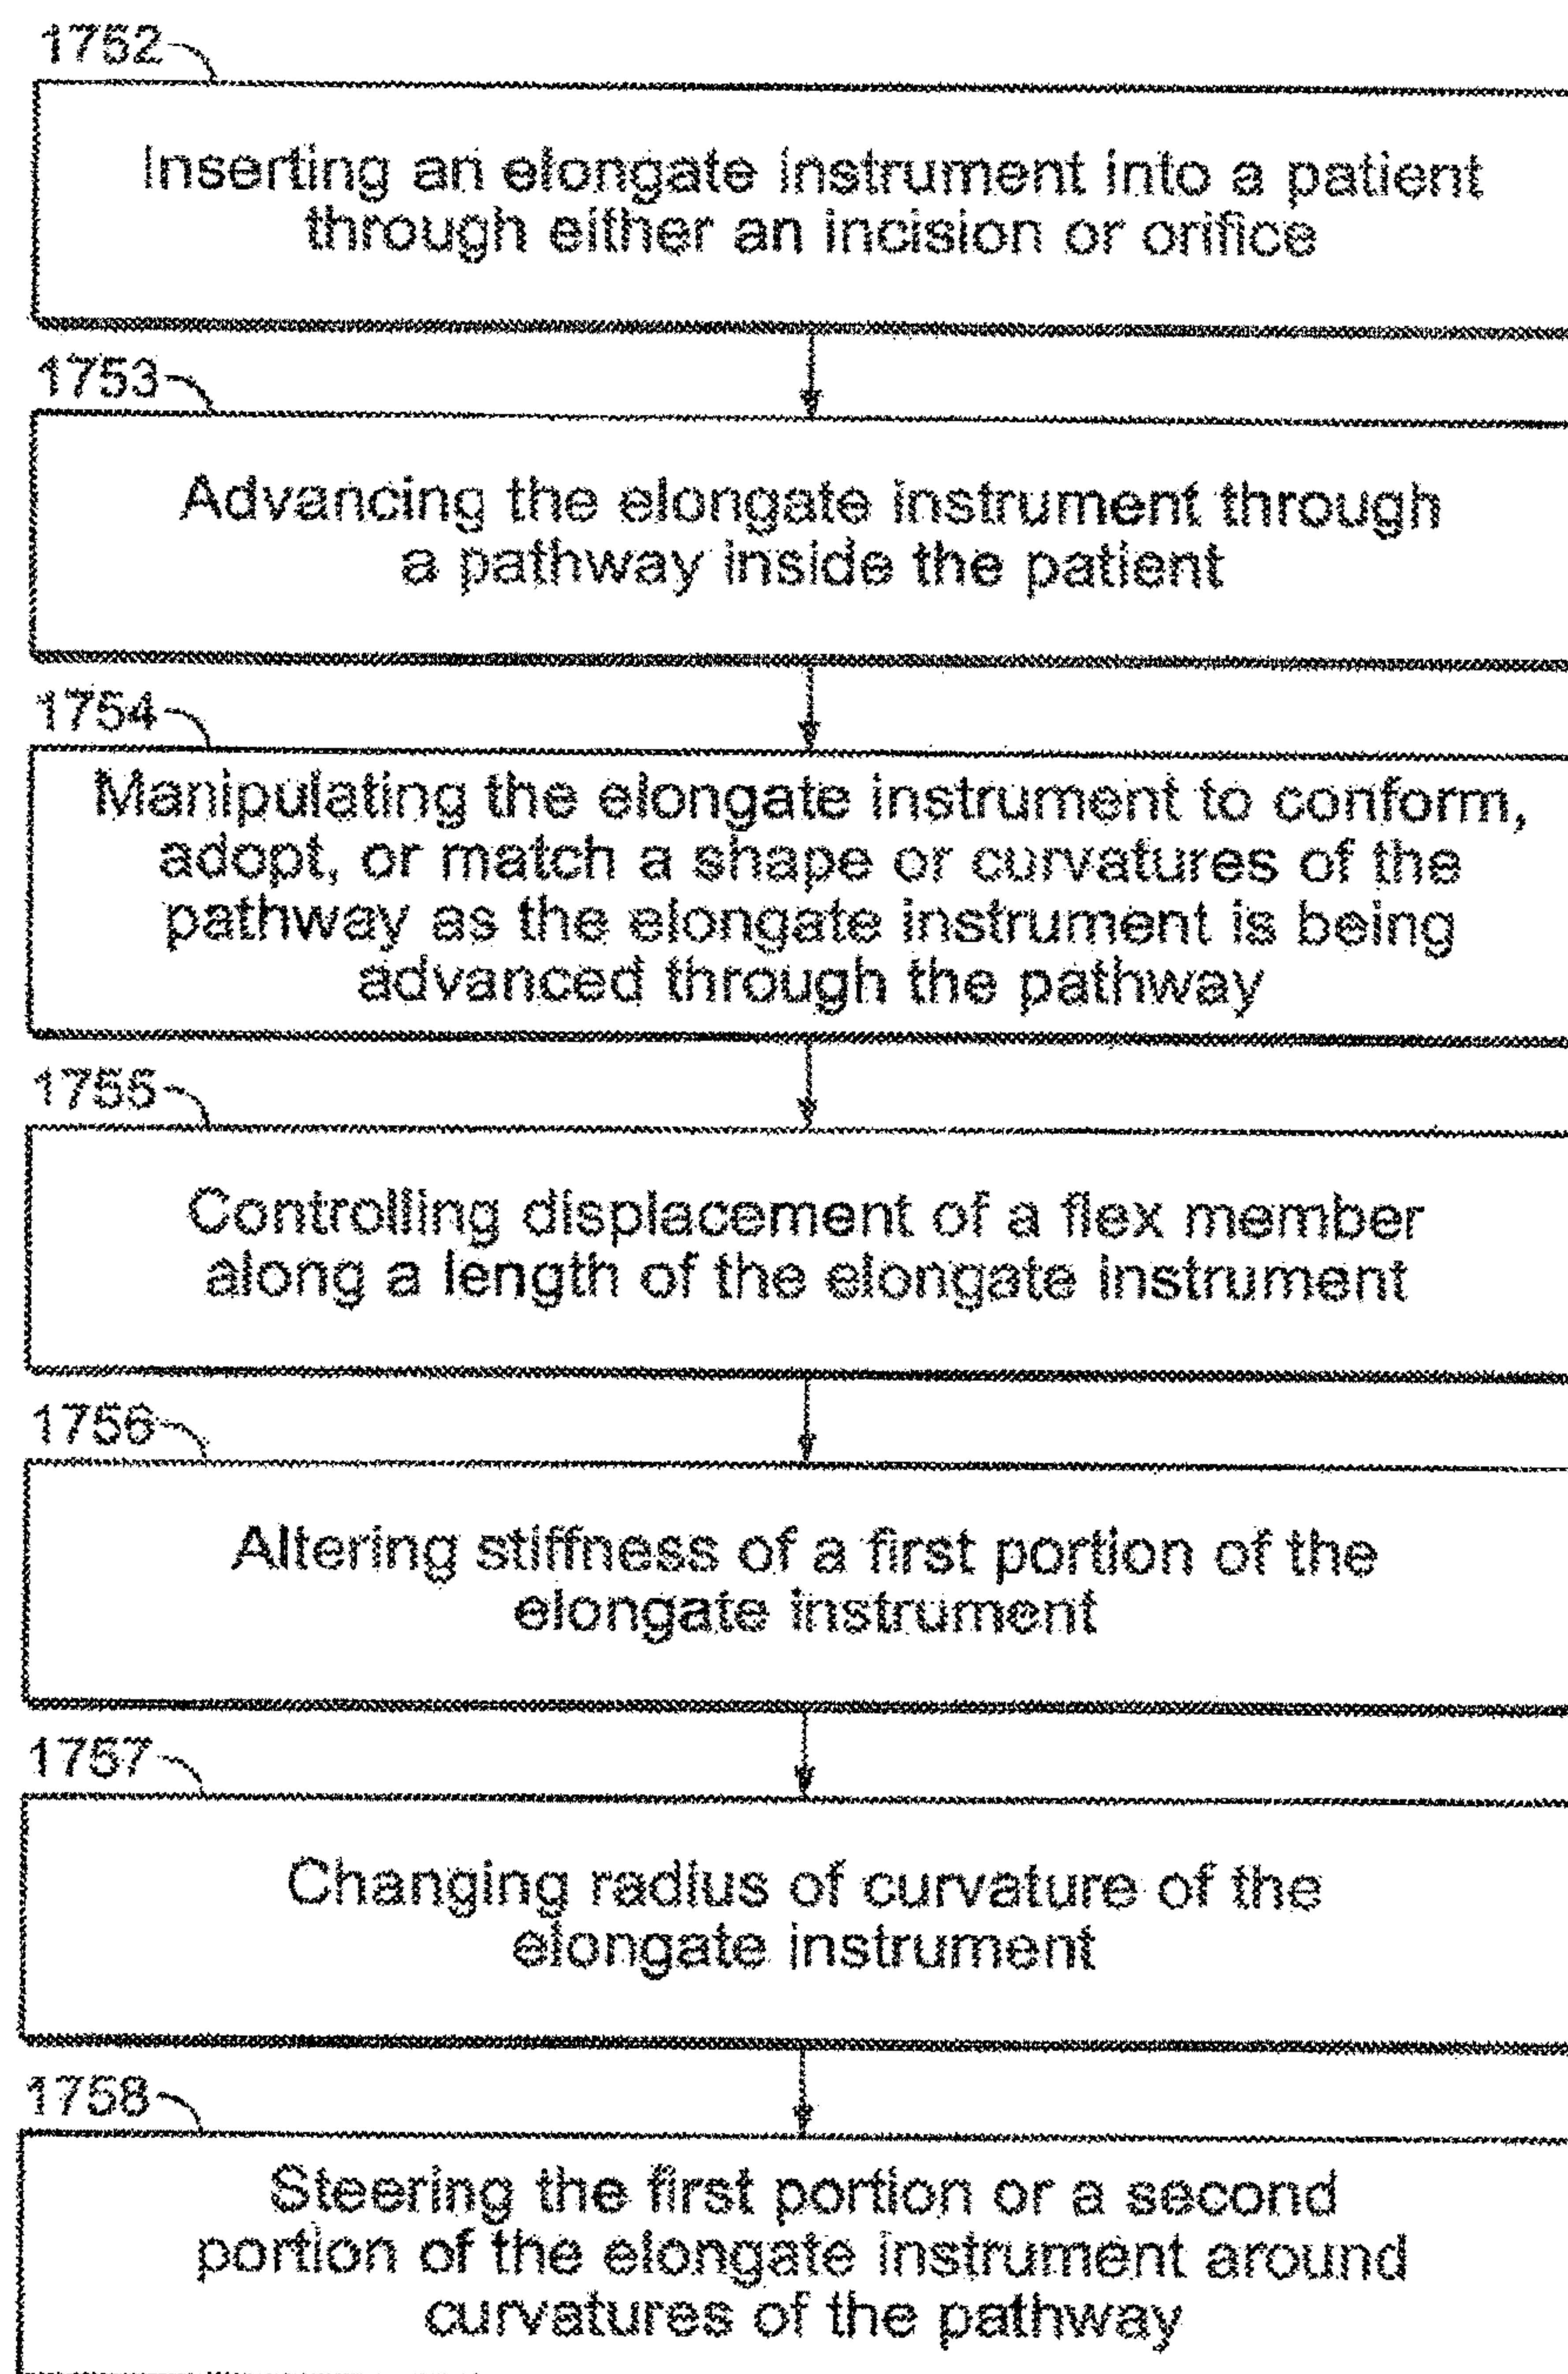 1752
Inserting an elongate instrument into a patient
through either an incision or orifice
1753
Advancing the elongate instrument through
a pathway inside the patient
1754
Manipulating the elongate instrument to conform,
adopt, or match a shape or curvatures of the
pathway as the elongate instrument is being
advanced through the pathway
1755
Controlling displacement of a flex member
along a length of the elongate instrument
1756
Altering stiffness of a first portion of the
elongate instrument
1757
Changing radius of curvature of the
elongate instrument
1758
Steering the first portion or a second
portion of the elongate instrument around
curvatures of the pathway